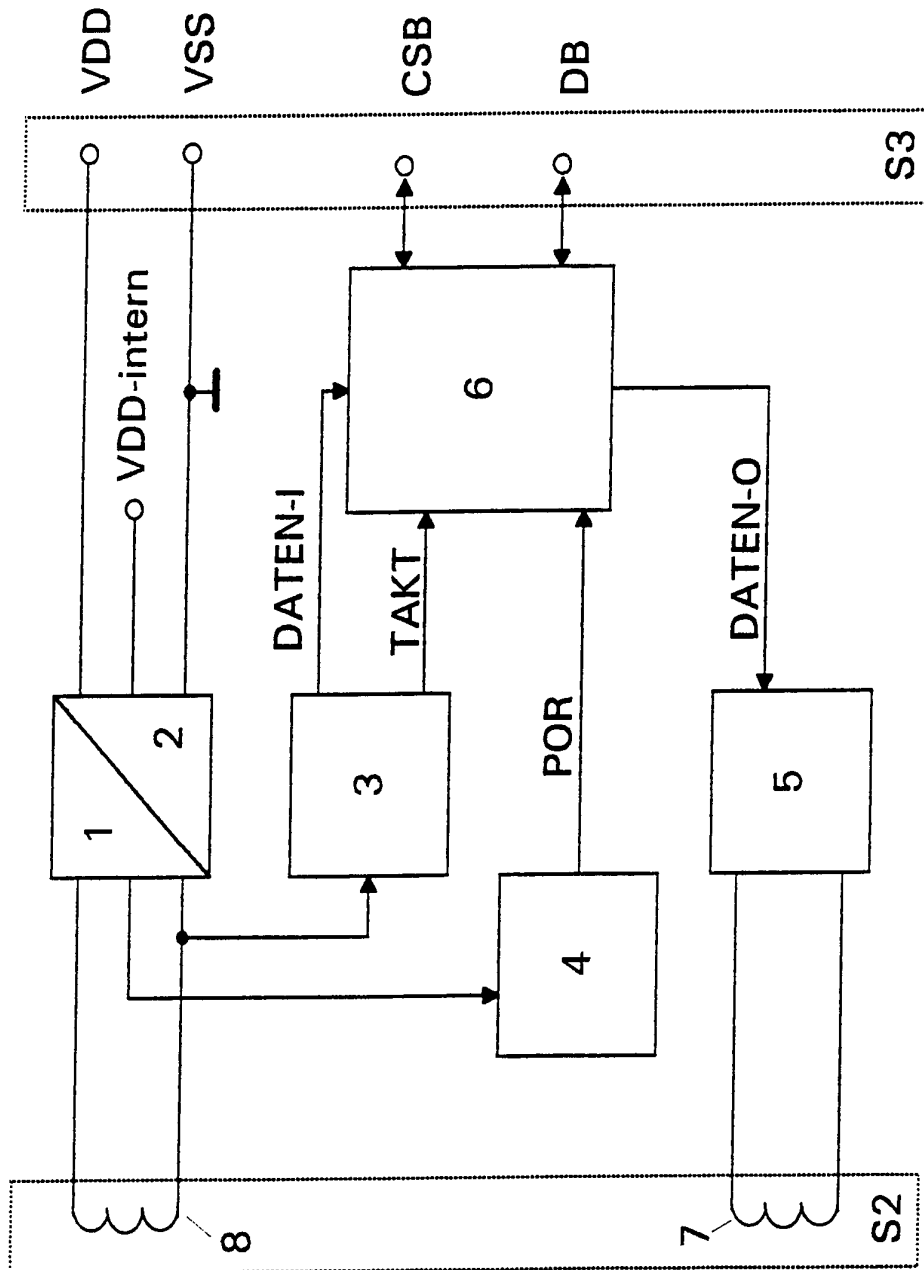 VDD
VSS
CSB
DB
S3
VDD-intern
DATEN-I
TAKT
6
DATEN-O
POR
1
2
3
4
5
8
7
S2